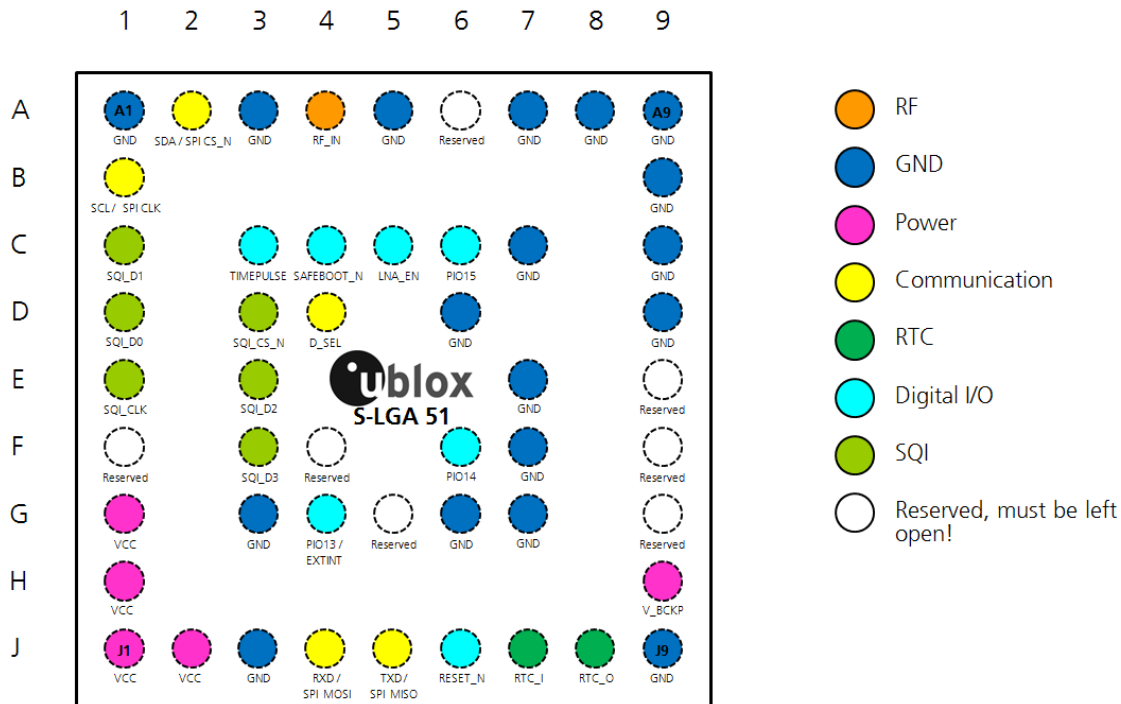 1 2 3 4 5 6 7 8 9
A
A1
A9
GND SDA / SPI CS_N GND RF_IN GND Reserved GND GND GND
RF
B
SCL / SPI CLK
GND
GND
C
SQI_D1 TIMEPULSE SAFEBOOT_N LNA_EN PIO15 GND GND
Power
D
SQI_D0 SQI_CS_N D_SEL GND GND
Communication
E
ublox
S-LGA 51
SQI_CLK SQI_D2 GND Reserved
RTC
Digital I/O
F
Reserved SQI_D3 Reserved PIO14 GND Reserved
SQI
G
VCC GND PIO13 / Reserved GND GND Reserved
EXTINT
Reserved, must be left
open!
H
VCC V_BCKP
J
J1
J9
VCC VCC GND RXD / TXD/ RESET_N RTC_I RTC_O GND
SPI MOSI SPI MISO